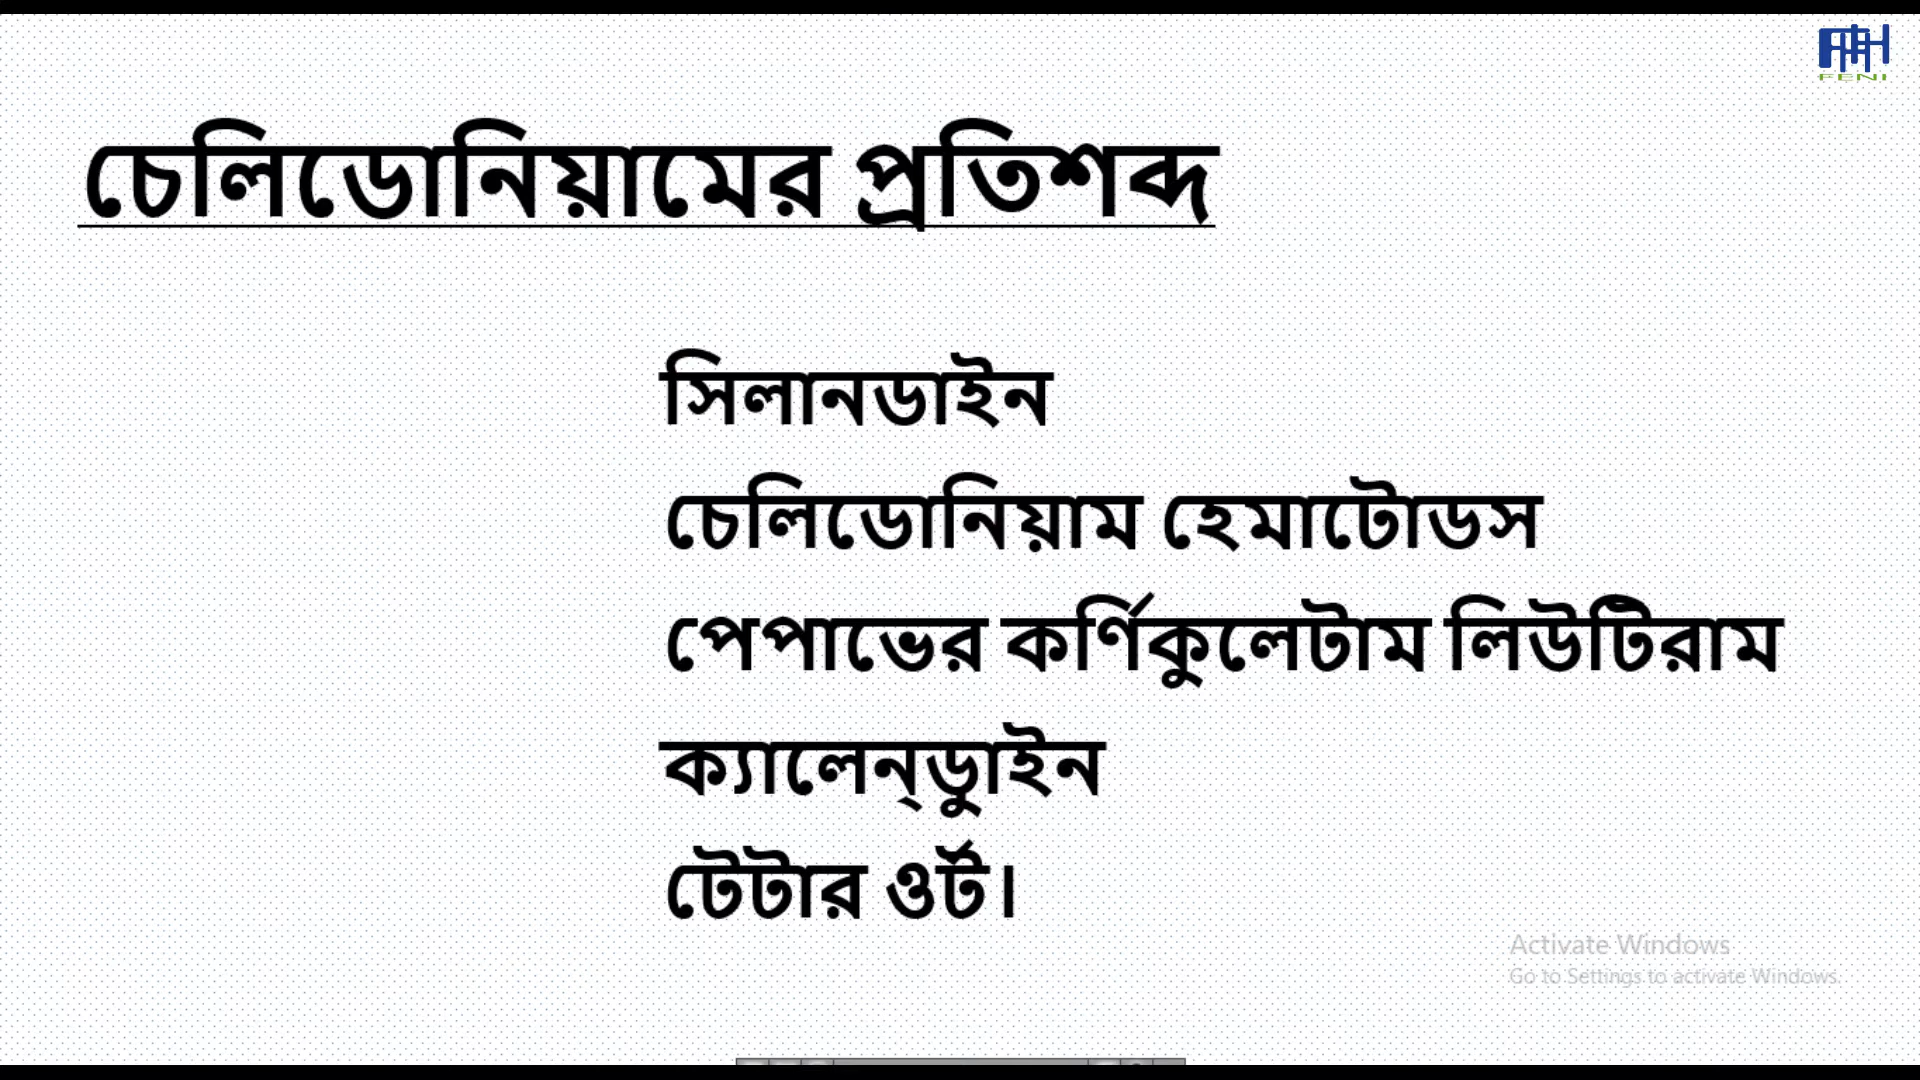 চেলিডোনিয়ামের প্রতিশব্দ
সিলানডাইন
চেলিডোনিয়াম হেমাটোডস
পেপাভের কর্ণিকুলেটাম লিউটিরাম
ক্যালেন্ডুাইন
টেটার ওর্ট।
FENI
Activate Windows
Go to Settings to activate Windows.